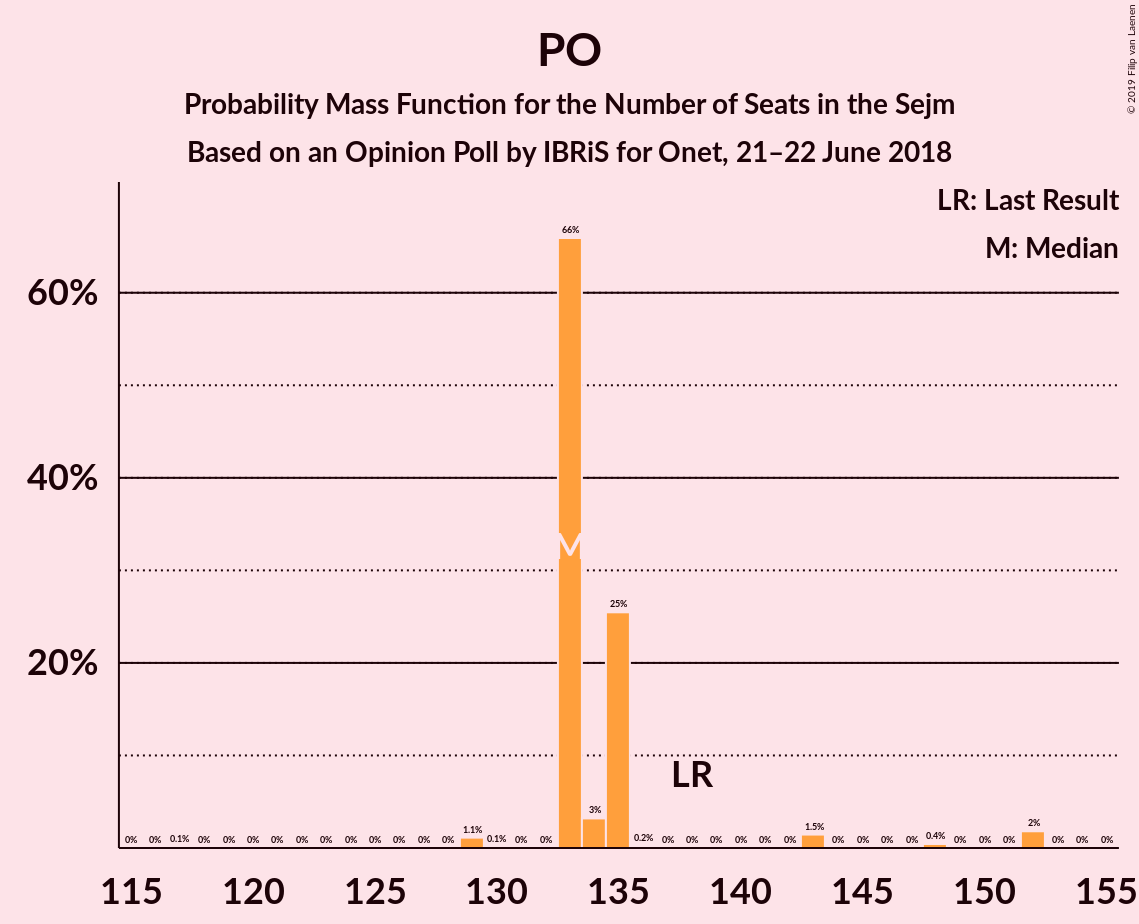 © 2019 Filip van Laenen
PO
Probability Mass Function for the Number of Seats in the Sejm
Based on an Opinion Poll by IBRiS for Onet, 21–22 June 2018
LR: Last Result
M: Median
66%
60%
40%
M
25%
20%
LR
3%
2%
1.5%
1.1%
0% 0% 0.1% 0% 0% 0% 0% 0% 0% 0% 0% 0% 0% 0% 0.1% 0% 0% 0.2% 0% 0% 0% 0% 0% 0% 0% 0% 0% 0% 0.4% 0% 0% 0% 0% 0% 0%
115 120 125 130 135 140 145 150 155